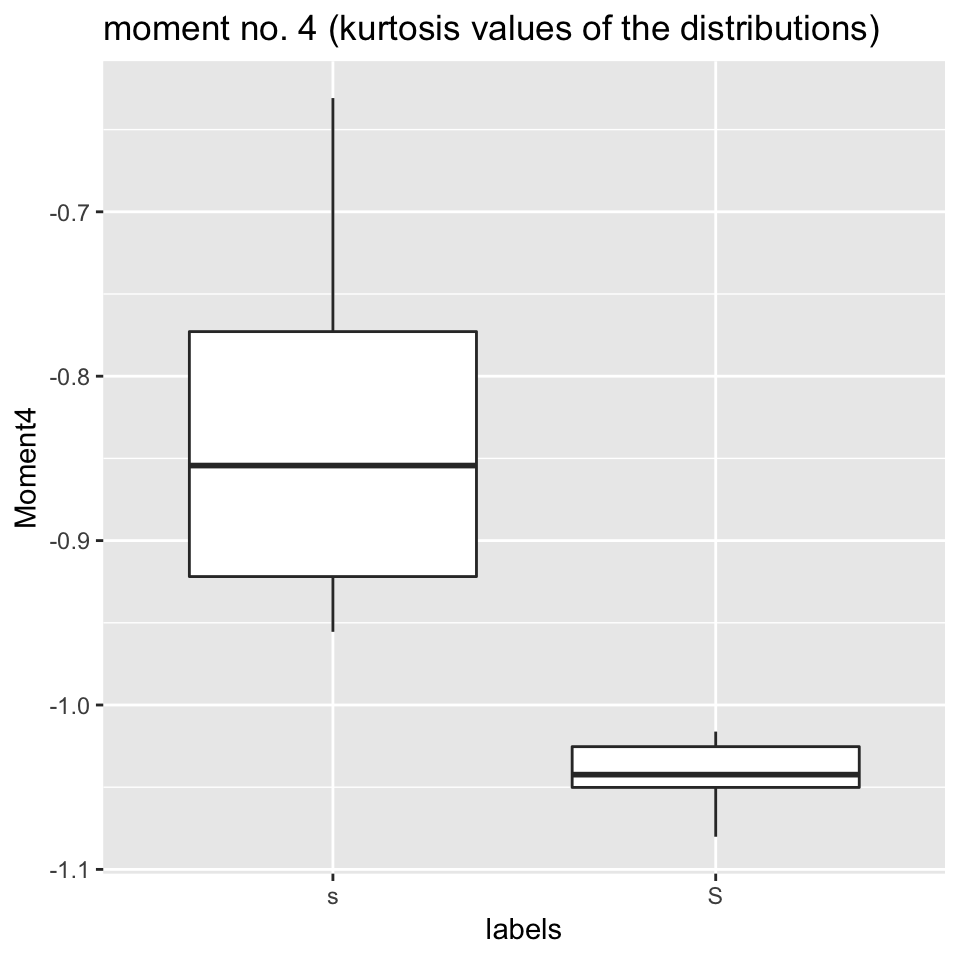 moment no. 4 (kurtosis values of the distributions)
Moment4
-0.7
-0.8
-0.9
-1.0
-1.1
s
S
labels